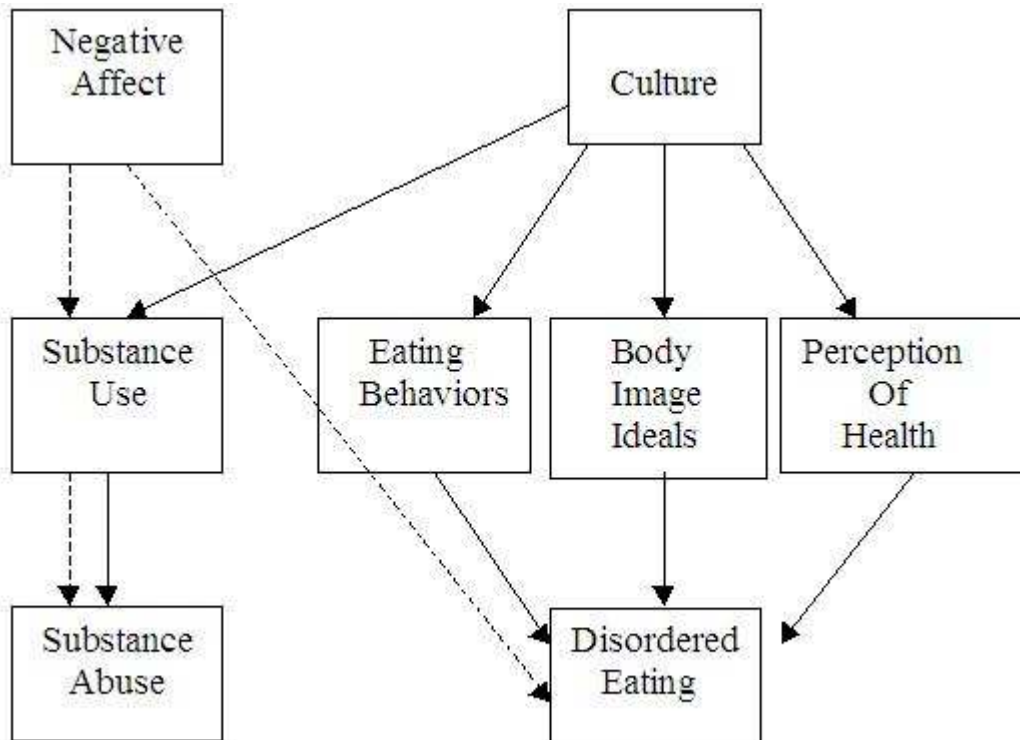 Negative
Affect
Culture
Substance
Use
Eating
Behaviors
Body
Image
Ideals
Perception
Of
Health
Substance
Abuse
Disordered
Eating